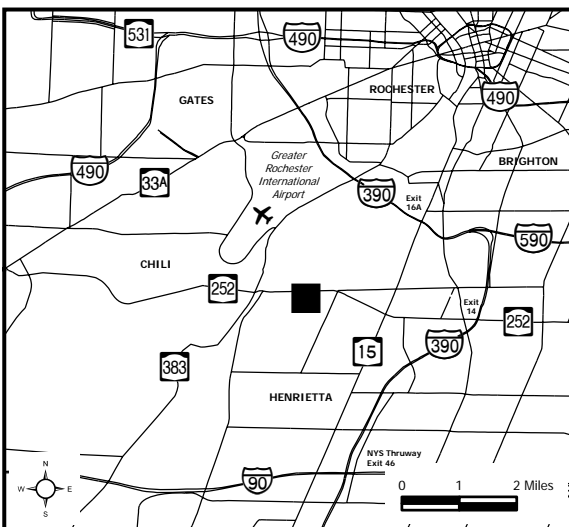 531
490
490
GATES
ROCHESTER
BRIGHTON
490
33A
Greater
Rochester
International
Airport
390
Exit
16A
590
CHILI
252
Exit
14
252
383
15
390
HENRIETTA
NYS Thruway
Exit 46
90
N
W E
S
0 1 2 Miles